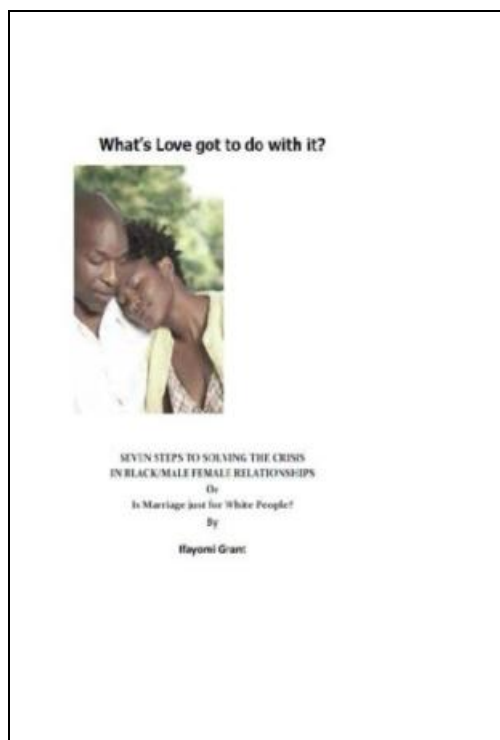 What's Love got to do with it?
SEVEN STEPS TO SOLVING THE CRISIS
IN BLACK/MALE FEMALE RELATIONSHIPS
Or
Is Marriage just for White People?
By
Ifayomi Grant